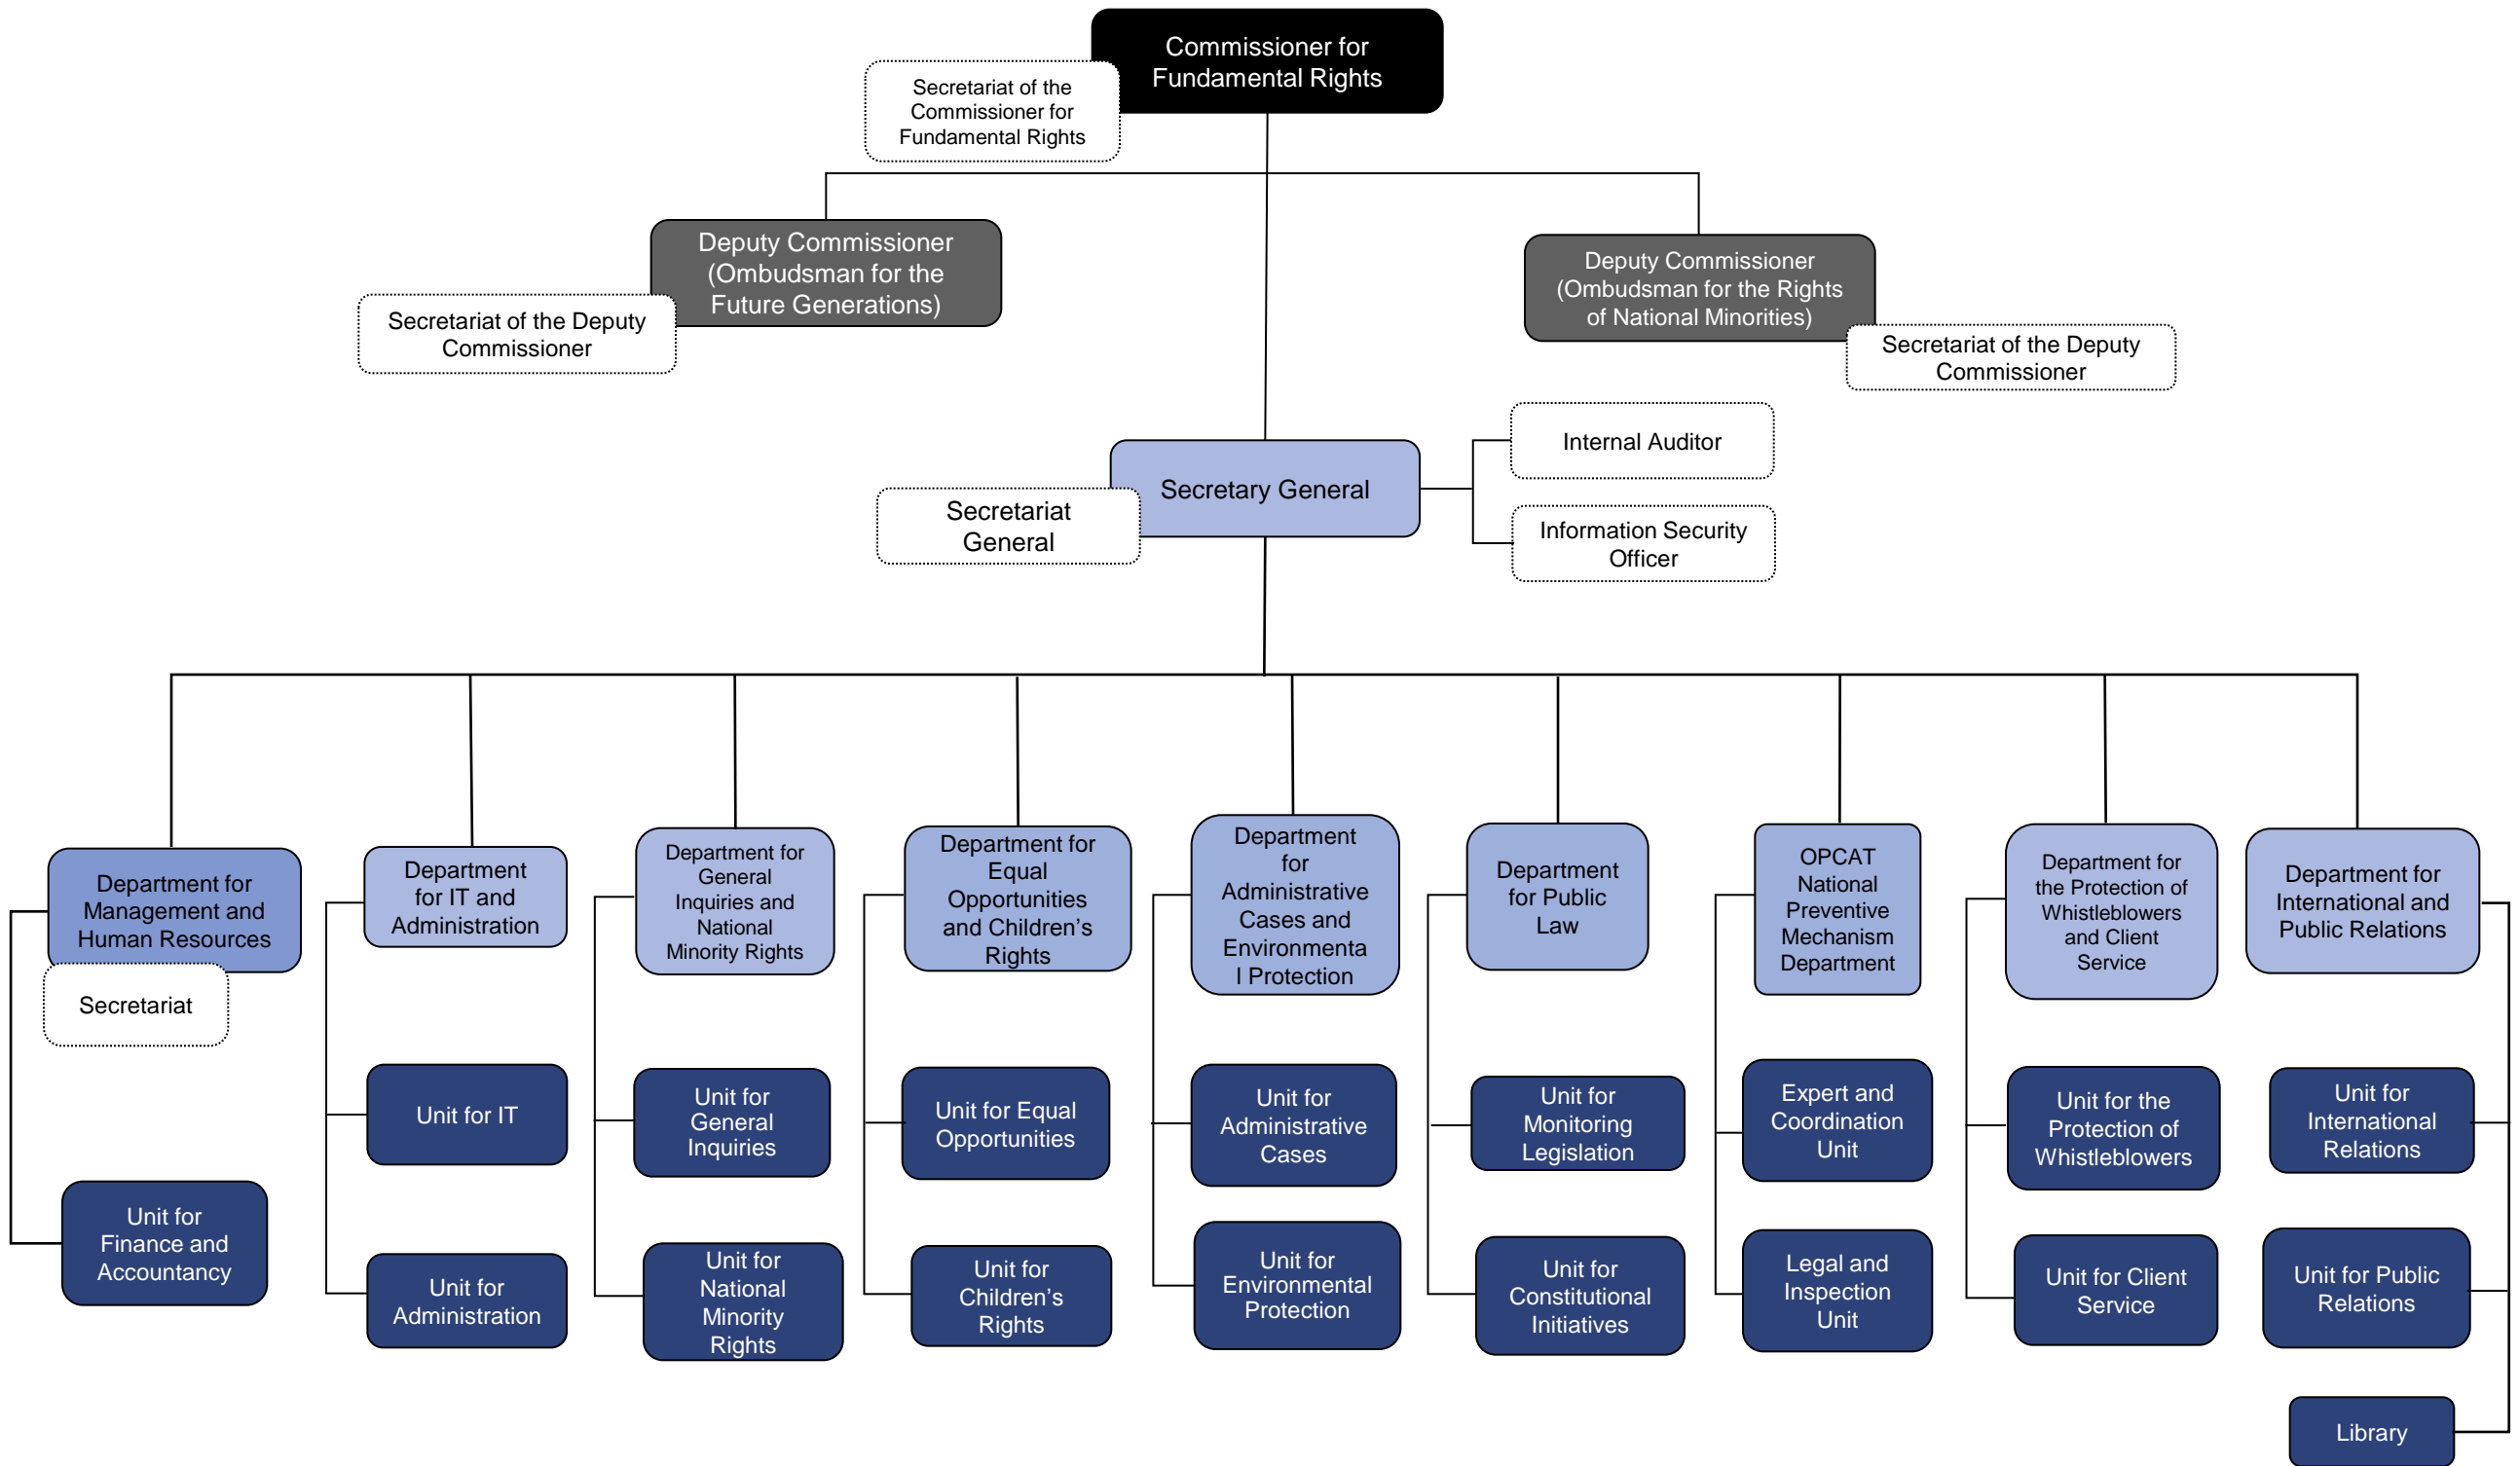 Commissioner for
Fundamental Rights
Secretariat of the
Commissioner for
Fundamental Rights
Deputy Commissioner
(Ombudsman for the
Future Generations)
Secretariat of the Deputy
Commissioner
Deputy Commissioner
(Ombudsman for the Rights
of National Minorities)
Secretariat of the Deputy
Commissioner
Internal Auditor
Secretary General
Secretariat
General
Information Security
Officer
Department for
Management and
Human Resources
Secretariat
Department
for IT and
Administration
Department for
General
Inquiries and
National
Minority Rights
Department for
Equal
Opportunities
and Children's
Rights
Department
for
Administrative
Cases and
Environmenta
l Protection
Department
for Public
Law
OPCAT
National
Preventive
Mechanism
Department
Department for
the Protection of
Whistleblowers
and Client
Service
Department for
International and
Public Relations
Unit for IT
Unit for
General
Inquiries
Unit for Equal
Opportunities
Unit for
Administrative
Cases
Unit for
Monitoring
Legislation
Expert and
Coordination
Unit
Unit for the
Protection of
Whistleblowers
Unit for
International
Relations
Unit for
Finance and
Accountancy
Unit for
Administration
Unit for
National
Minority
Rights
Unit for
Children's
Rights
Unit for
Environmental
Protection
Unit for
Constitutional
Initiatives
Legal and
Inspection
Unit
Unit for Client
Service
Unit for Public
Relations
Library